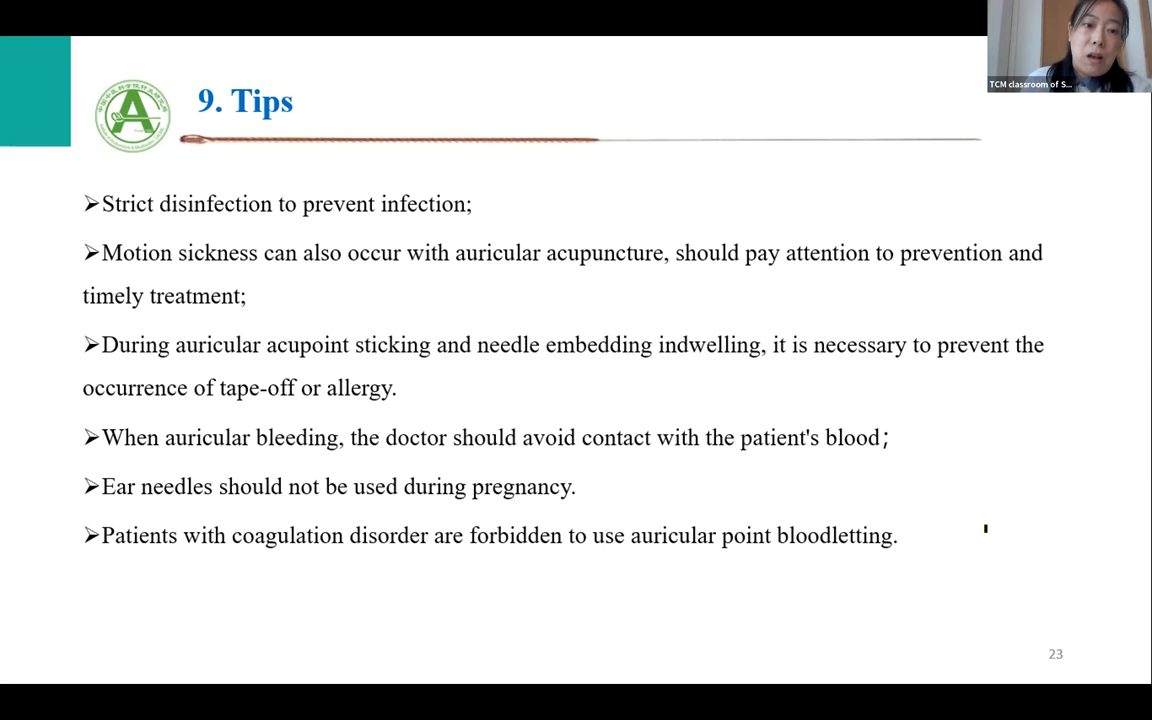 TCM classroom of S...
9. Tips
➢Strict disinfection to prevent infection;
➢Motion sickness can also occur with auricular acupuncture, should pay attention to prevention and
timely treatment;
➢During auricular acupoint sticking and needle embedding indwelling, it is necessary to prevent the
occurrence of tape-off or allergy.
➢When auricular bleeding, the doctor should avoid contact with the patient's blood；
➢Ear needles should not be used during pregnancy.
➢Patients with coagulation disorder are forbidden to use auricular point bloodletting.
23